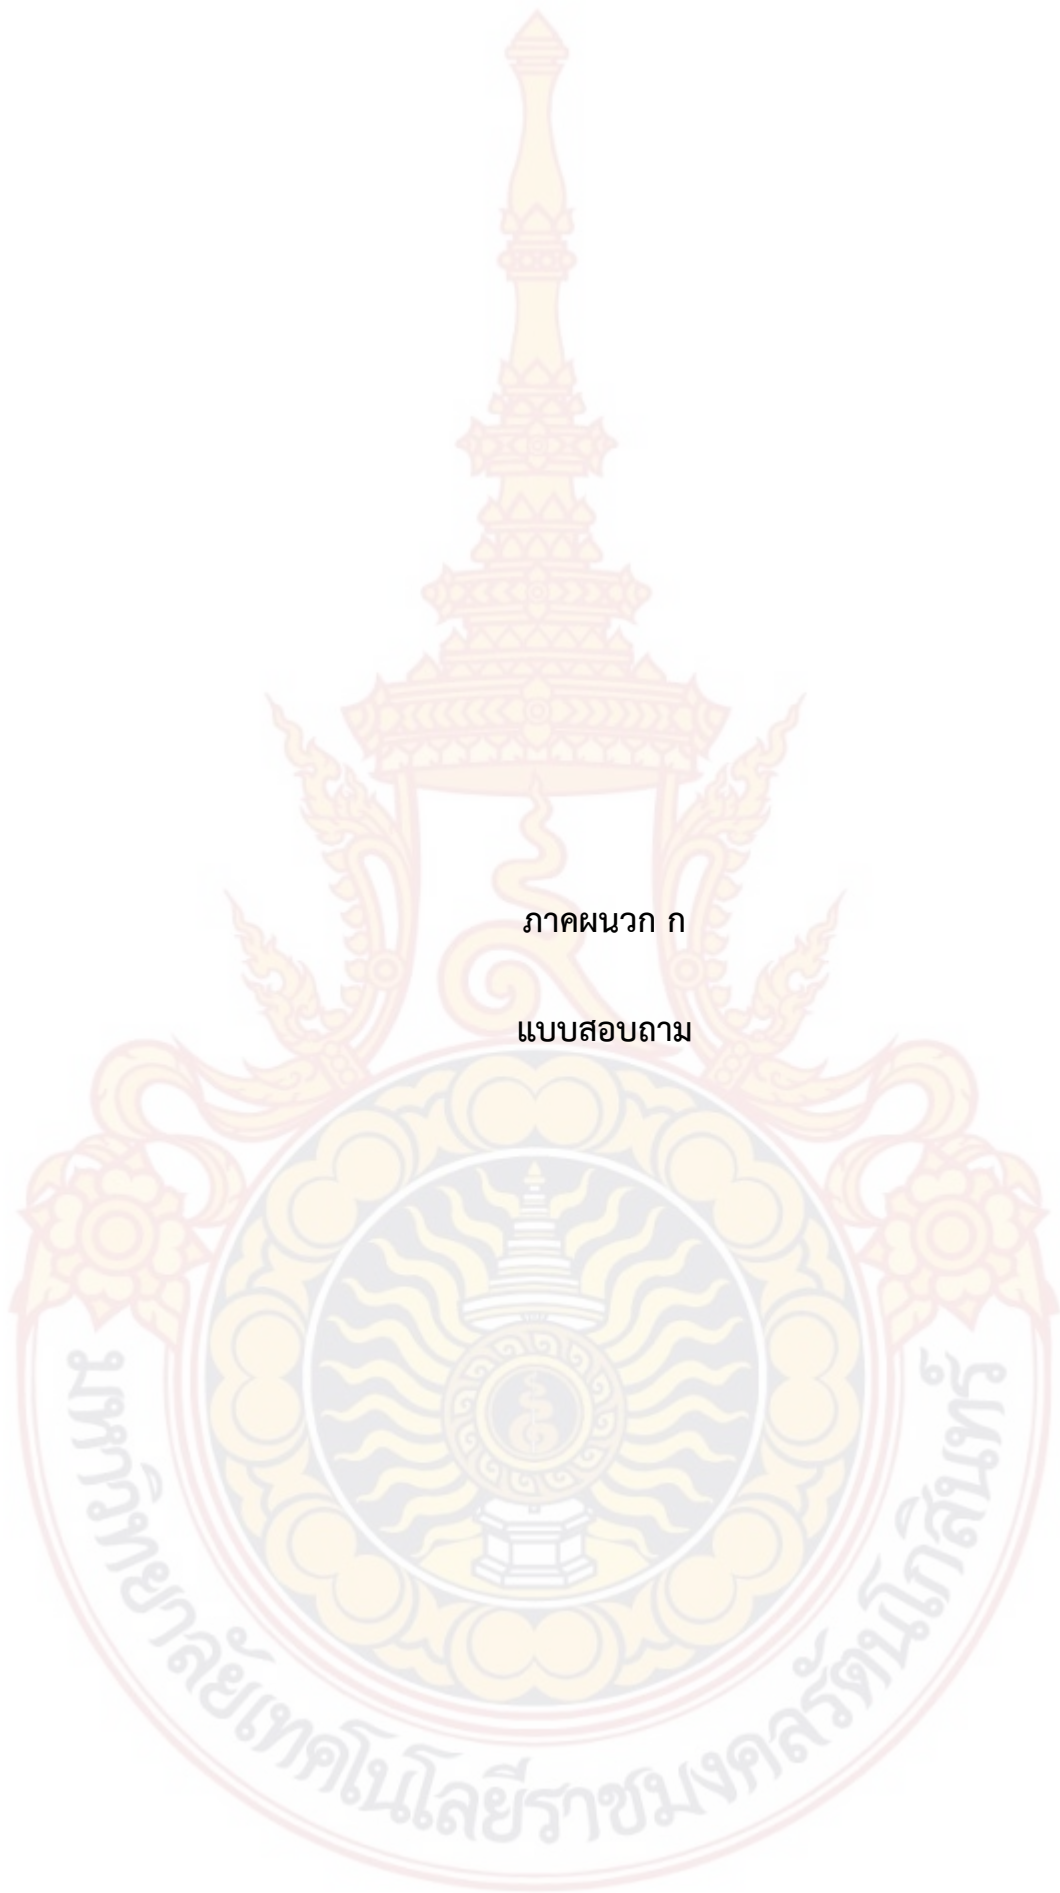 ภาคผนวก ก
แบบสอบถาม
มหาวิทยาลัยเทคโนโลยีราชมงคลรัตนโกสินทร์